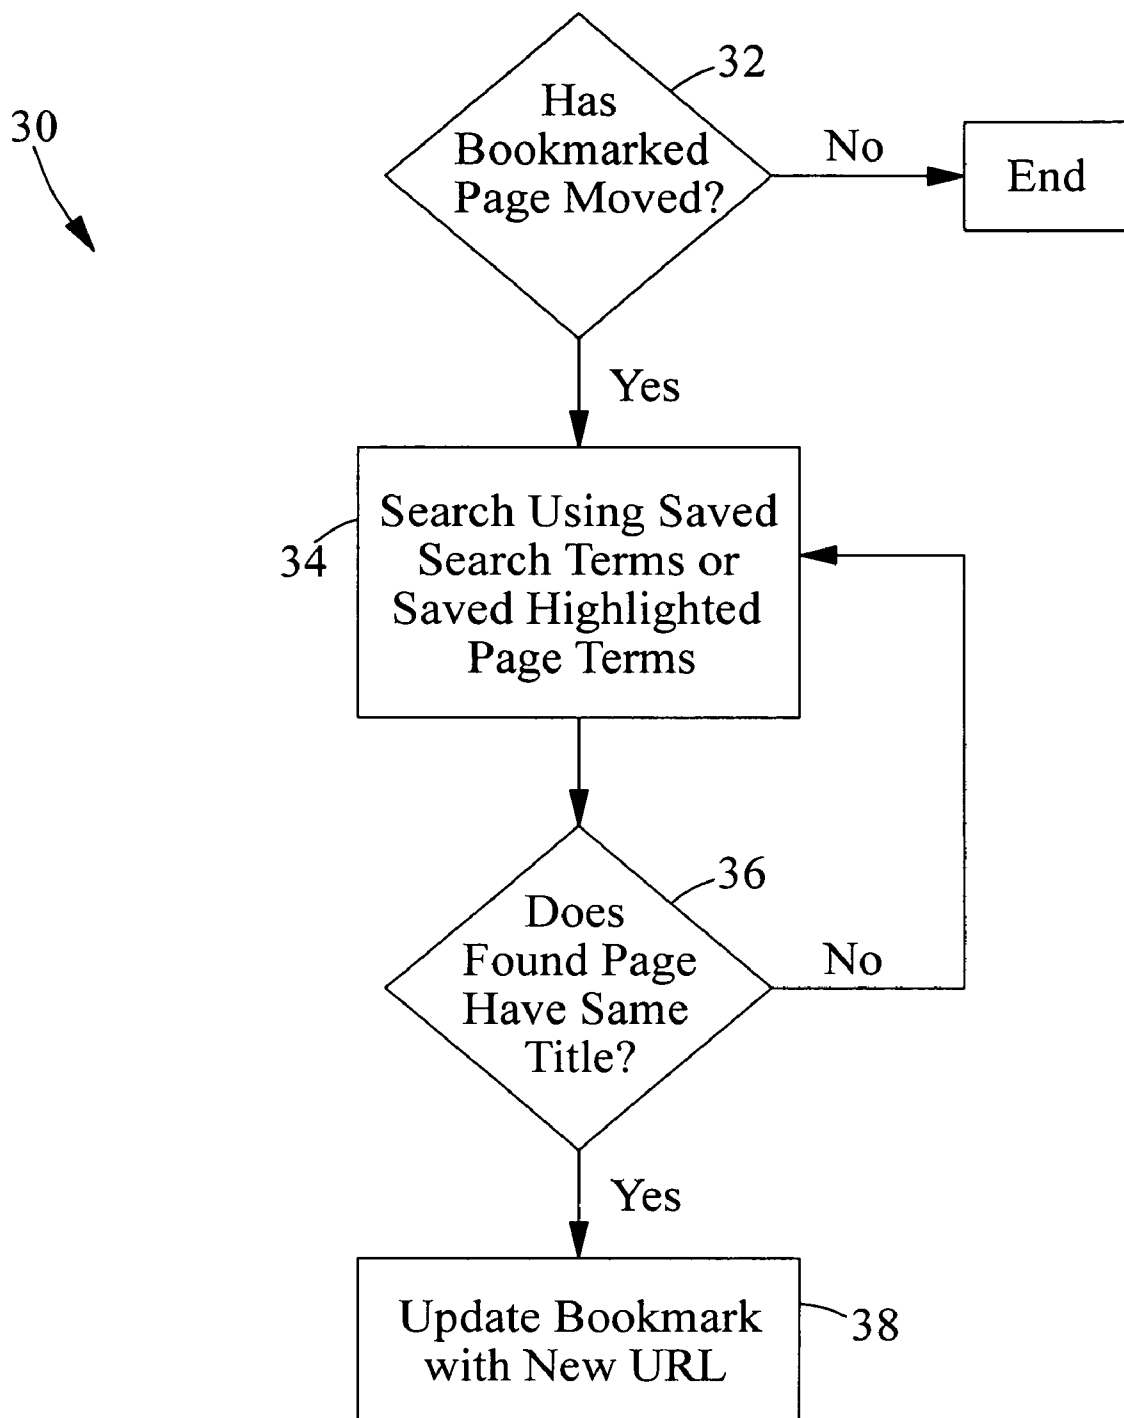 32
Has
Bookmarked
Page Moved?
No
End
30
Yes
34
Search Using Saved
Search Terms or
Saved Highlighted
Page Terms
36
Does
Found Page
Have Same
Title?
No
Yes
Update Bookmark
with New URL
38